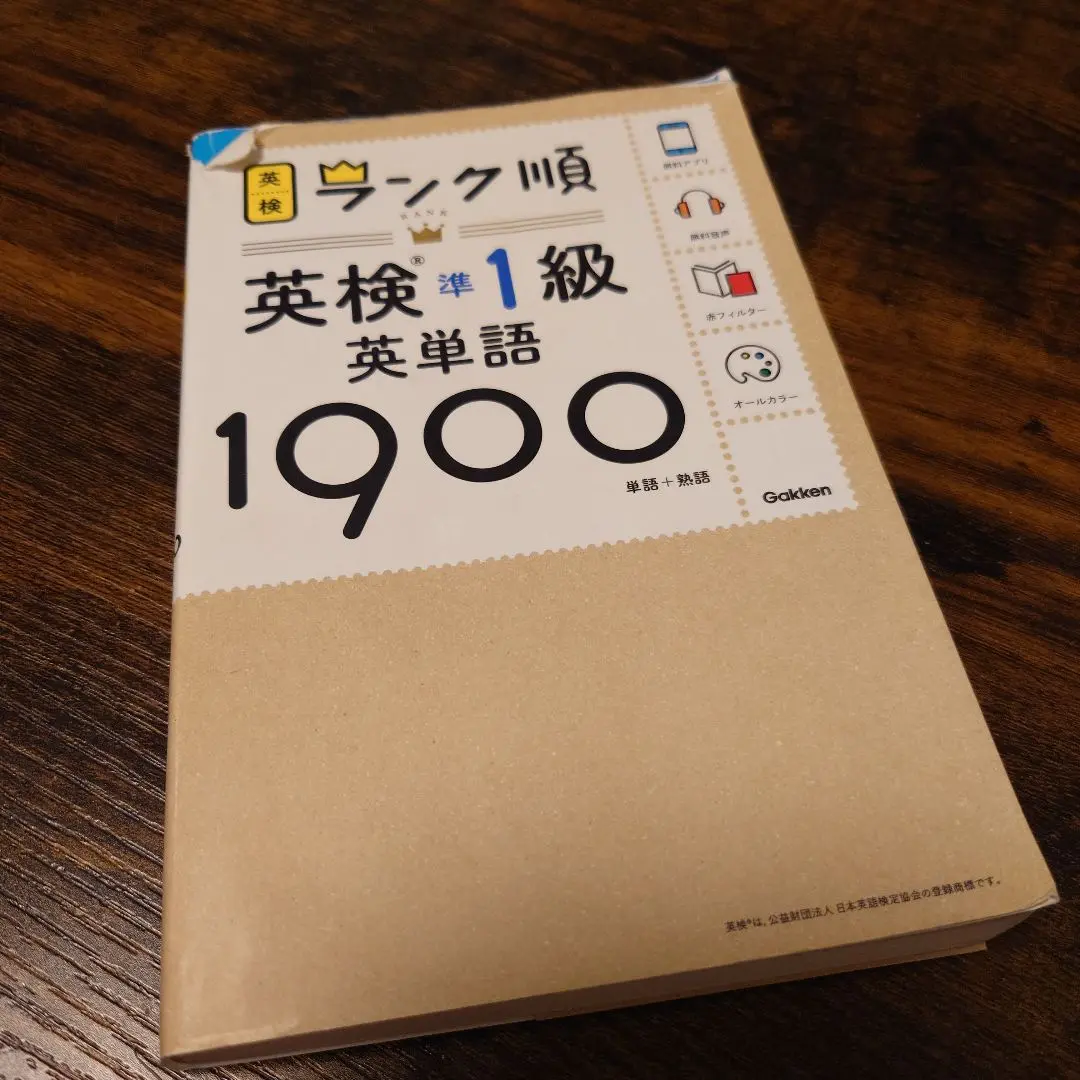 英検
ランク順
RANK
英検®準1級
英単語
1900
単語+熟語
無料アプリ
無料音声
赤フィルター
オールカラー
Gakken
英検®は、公益財団法人 日本英語検定協会の登録商標です。